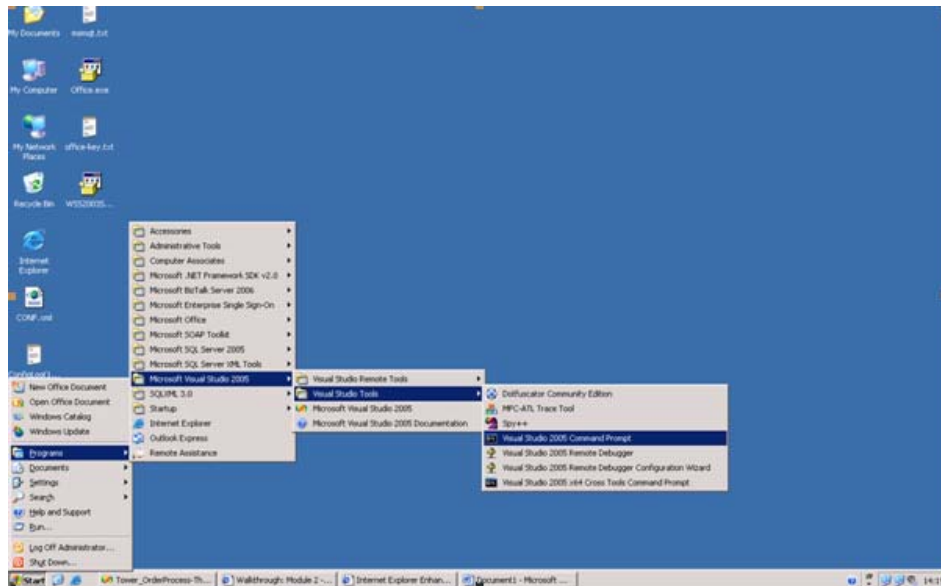 My Documents
msmqt.txt
My Computer
Office.exe
My Network Places
office-key.txt
Recycle Bin
WSS2003S...
Internet Explorer
CONF.xml
New Office Document
Open Office Document
Windows Catalog
Windows Update
Programs
Documents
Settings
Search
Help and Support
Run...
Log Off Administrator...
Shut Down...
Accessories
Administrative Tools
Computer Associates
Microsoft .NET Framework SDK v2.0
Microsoft BizTalk Server 2006
Microsoft Enterprise Single Sign-On
Microsoft Office
Microsoft SOAP Toolkit
Microsoft SQL Server 2005
Microsoft SQL Server XML Tools
Microsoft Visual Studio 2005
SQLXML 3.0
Startup
Internet Explorer
Outlook Express
Remote Assistance
Visual Studio Remote Tools
Visual Studio Tools
Microsoft Visual Studio 2005
Microsoft Visual Studio 2005 Documentation
Dotfuscator Community Edition
MFC-ATL Trace Tool
Spy++
Visual Studio 2005 Command Prompt
Visual Studio 2005 Remote Debugger
Visual Studio 2005 Remote Debugger Configuration Wizard
Visual Studio 2005 x64 Cross Tools Command Prompt
Start
Tower_OrderProcess-Th...
Walkthrough: Module 2 -...
Internet Explorer Enhan...
Document1 - Microsoft ...